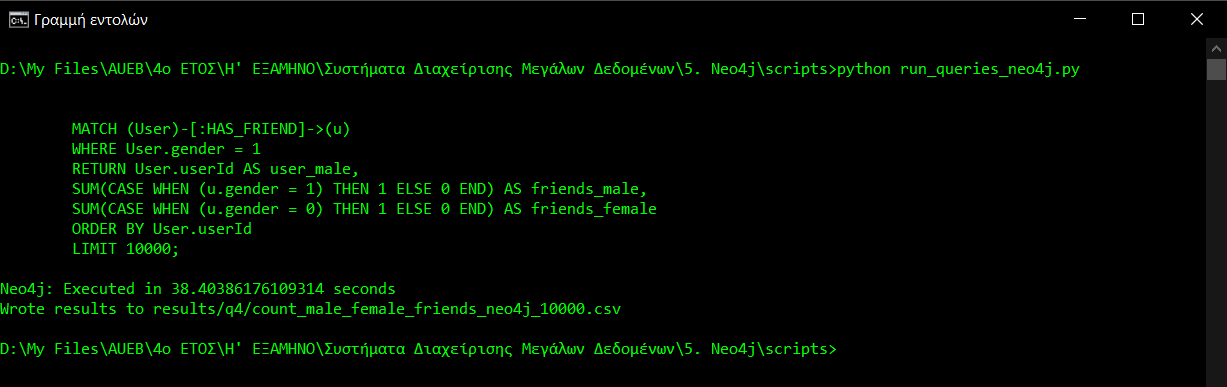 Γραμμή εντολών
D:\My Files\AUEB\4ο ΕΤΟΣ\Η' ΕΞΑΜΗΝΟ\Συστήματα Διαχείρισης Μεγάλων Δεδομένων\5. Neo4j\scripts>python run_queries_neo4j.py
MATCH (User)-[:HAS_FRIEND]->(u)
WHERE User.gender = 1
RETURN User.userId AS user_male,
SUM(CASE WHEN (u.gender = 1) THEN 1 ELSE 0 END) AS friends_male,
SUM(CASE WHEN (u.gender = 0) THEN 1 ELSE 0 END) AS friends_female
ORDER BY User.userId
LIMIT 10000;
Neo4j: Executed in 38.40386176109314 seconds
Wrote results to results/q4/count_male_female_friends_neo4j_10000.csv
D:\My Files\AUEB\4ο ΕΤΟΣ\Η' ΕΞΑΜΗΝΟ\Συστήματα Διαχείρισης Μεγάλων Δεδομένων\5. Neo4j\scripts>